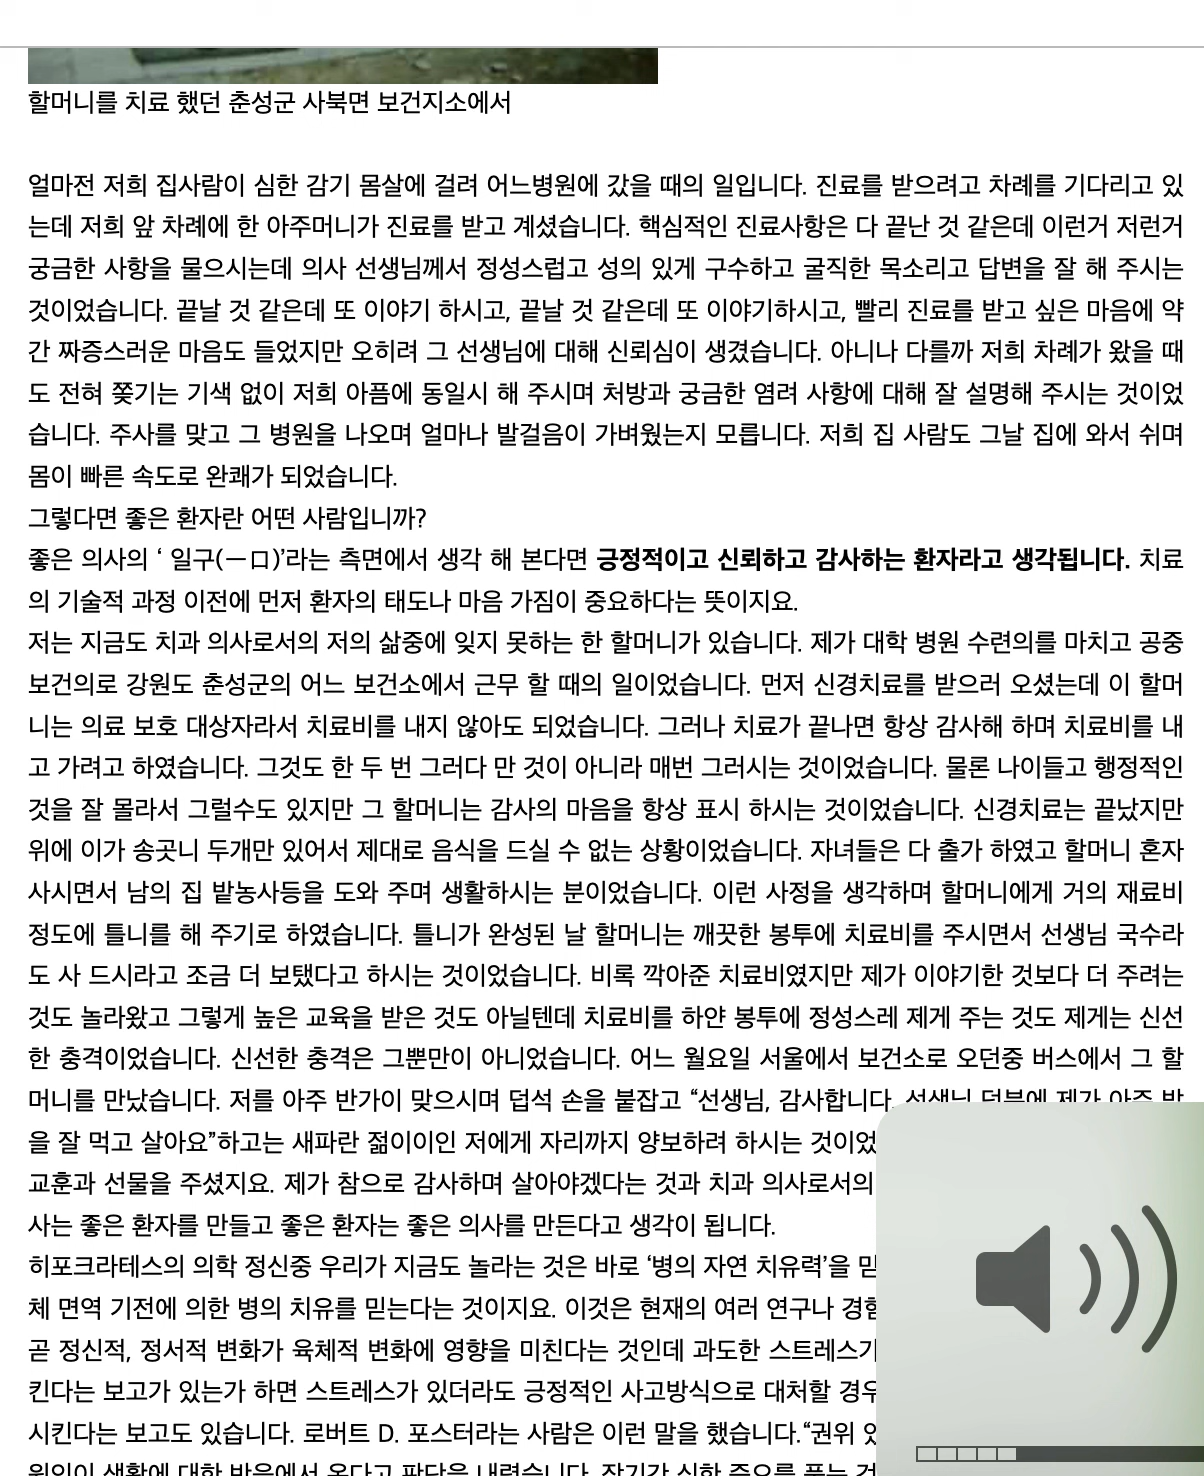 할머니를 치료 했던 춘성군 사북면 보건지소에서
얼마전 저희 집사람이 심한 감기 몸살에 걸려 어느병원에 갔을 때의 일입니다. 진료를 받으려고 차례를 기다리고 있
는데 저희 앞 차례에 한 아주머니가 진료를 받고 계셨습니다. 핵심적인 진료사항은 다 끝난 것 같은데 이런거 저런거
궁금한 사항을 물으시는데 의사 선생님께서 정성스럽고 성의 있게 구수하고 굴직한 목소리고 답변을 잘 해 주시는
것이었습니다. 끝날 것 같은데 또 이야기 하시고, 끝날 것 같은데 또 이야기하시고, 빨리 진료를 받고 싶은 마음에 약
간 짜증스러운 마음도 들었지만 오히려 그 선생님에 대해 신뢰심이 생겼습니다. 아니나 다를까 저희 차례가 왔을 때
도 전혀 쫒기는 기색 없이 저희 아픔에 동일시 해 주시며 처방과 궁금한 염려 사항에 대해 잘 설명해 주시는 것이었
습니다. 주사를 맞고 그 병원을 나오며 얼마나 발걸음이 가벼웠는지 모릅니다. 저희 집 사람도 그날 집에 와서 쉬며
몸이 빠른 속도로 완쾌가 되었습니다.
그렇다면 좋은 환자란 어떤 사람입니까?
좋은 의사의 ‘ 일구(一口)’라는 측면에서 생각 해 본다면 긍정적이고 신뢰하고 감사하는 환자라고 생각됩니다. 치료
의 기술적 과정 이전에 먼저 환자의 태도나 마음 가짐이 중요하다는 뜻이지요.
저는 지금도 치과 의사로서의 저의 삶중에 잊지 못하는 한 할머니가 있습니다. 제가 대학 병원 수련의를 마치고 공중
보건의로 강원도 춘성군의 어느 보건소에서 근무 할 때의 일이었습니다. 먼저 신경치료를 받으러 오셨는데 이 할머
니는 의료 보호 대상자라서 치료비를 내지 않아도 되었습니다. 그러나 치료가 끝나면 항상 감사해 하며 치료비를 내
고 가려고 하였습니다. 그것도 한 두 번 그러다 만 것이 아니라 매번 그러시는 것이었습니다. 물론 나이들고 행정적인
것을 잘 몰라서 그럴수도 있지만 그 할머니는 감사의 마음을 항상 표시 하시는 것이었습니다. 신경치료는 끝났지만
위에 이가 송곳니 두개만 있어서 제대로 음식을 드실 수 없는 상황이었습니다. 자녀들은 다 출가 하였고 할머니 혼자
사시면서 남의 집 밭농사등을 도와 주며 생활하시는 분이었습니다. 이런 사정을 생각하며 할머니에게 거의 재료비
정도에 틀니를 해 주기로 하였습니다. 틀니가 완성된 날 할머니는 깨끗한 봉투에 치료비를 주시면서 선생님 국수라
도 사 드시라고 조금 더 보탰다고 하시는 것이었습니다. 비록 깍아준 치료비였지만 제가 이야기한 것보다 더 주려는
것도 놀라왔고 그렇게 높은 교육을 받은 것도 아닐텐데 치료비를 하얀 봉투에 정성스레 제게 주는 것도 제게는 신선
한 충격이었습니다. 신선한 충격은 그뿐만이 아니었습니다. 어느 월요일 서울에서 보건소로 오던중 버스에서 그 할
머니를 만났습니다. 저를 아주 반가이 맞으시며 덥석 손을 붙잡고 “선생님, 감사합니다. 선생님 덕분에 제가 아주 밥
을 잘 먹고 살아요”하고는 새파란 젊이이인 저에게 자리까지 양보하려 하시는 것이었
교훈과 선물을 주셨지요. 제가 참으로 감사하며 살아야겠다는 것과 치과 의사로서의
사는 좋은 환자를 만들고 좋은 환자는 좋은 의사를 만든다고 생각이 됩니다.
히포크라테스의 의학 정신중 우리가 지금도 놀라는 것은 바로 ‘병의 자연 치유력’을 믿
체 면역 기전에 의한 병의 치유를 믿는다는 것이지요. 이것은 현재의 여러 연구나 경험
곧 정신적, 정서적 변화가 육체적 변화에 영향을 미친다는 것인데 과도한 스트레스가
킨다는 보고가 있는가 하면 스트레스가 있더라도 긍정적인 사고방식으로 대처할 경우
시킨다는 보고도 있습니다. 로버트 D. 포스터라는 사람은 이런 말을 했습니다.“권위
원인이 생활에 대한 반응에서 온다고 판단을 내렸습니다. 장기간 심한 증오를 품는